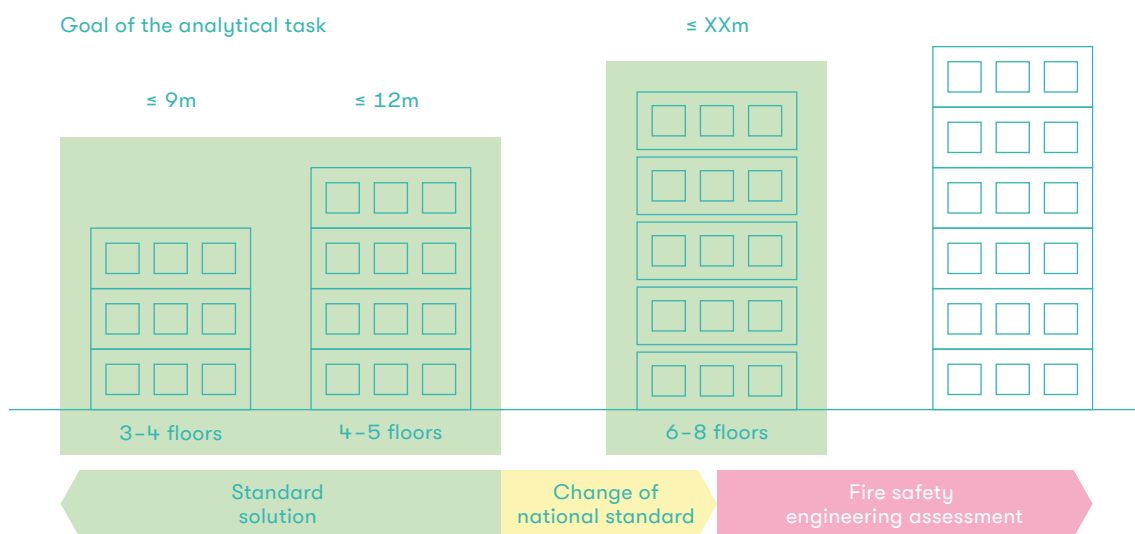 Goal of the analytical task
≤ XXm
≤ 9m
≤ 12m
3–4 floors
4–5 floors
6–8 floors
Standard
solution
Change of
national standard
Fire safety
engineering assessment